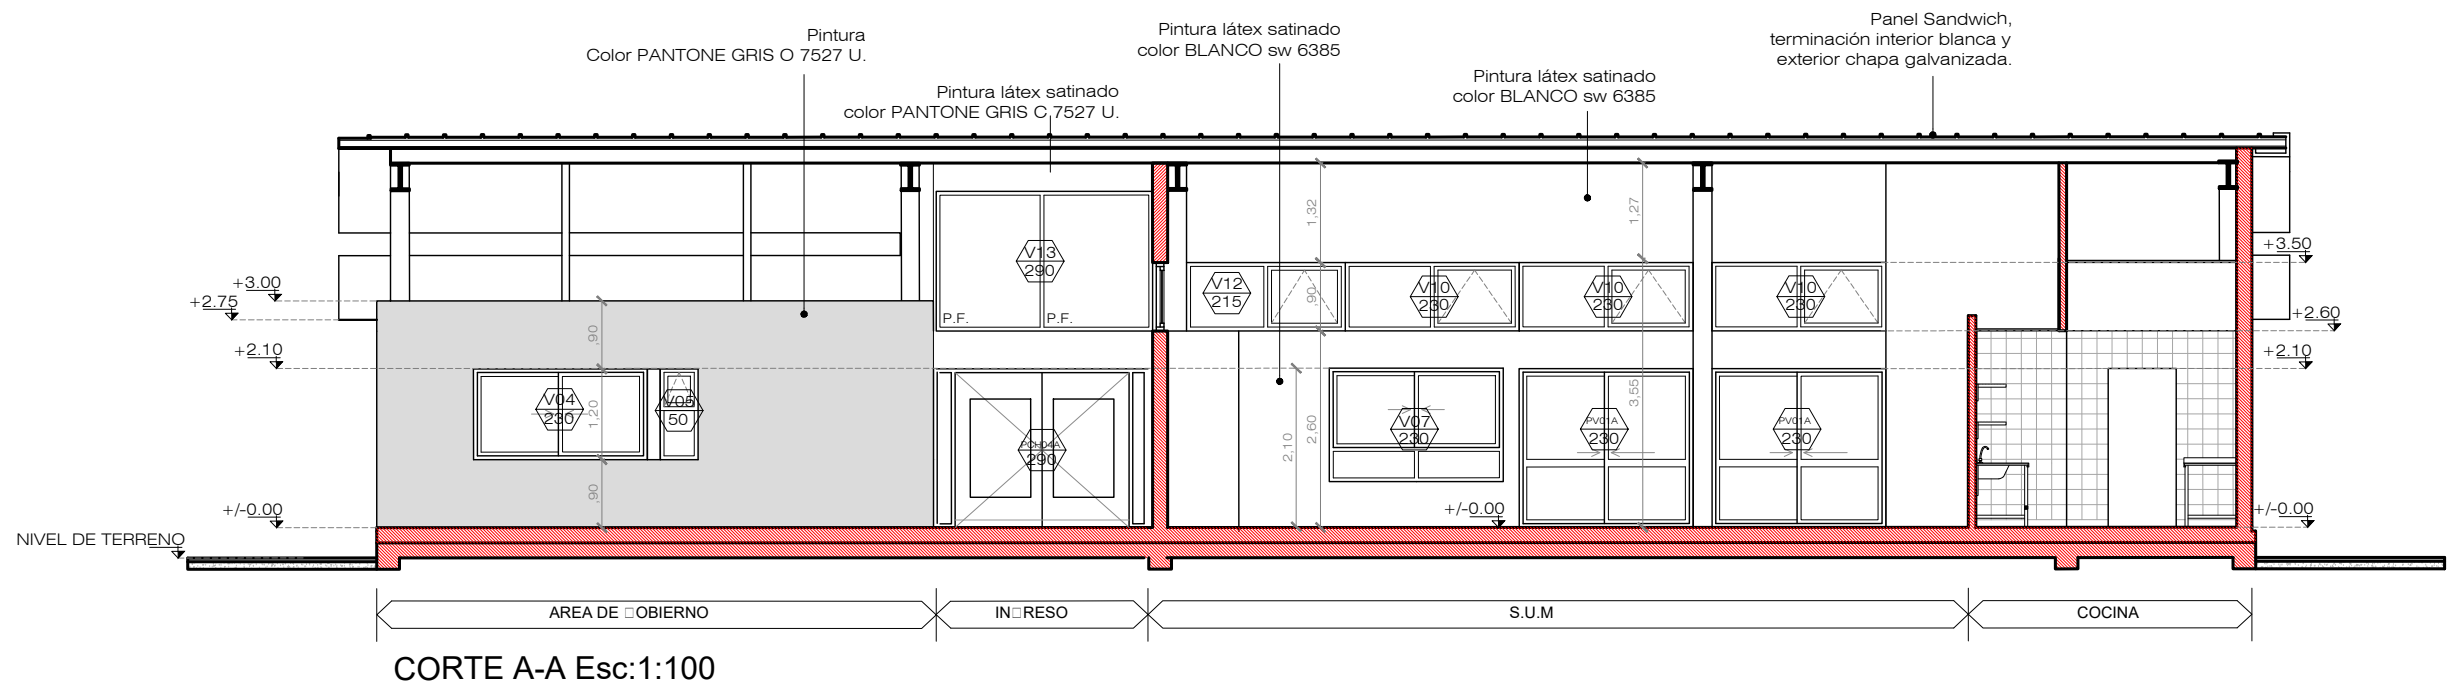 Pintura
Color PANTONE GRIS O 7527 U.
Pintura látex satinado
color PANTONE GRIS C 7527 U.
Pintura látex satinado
color BLANCO sw 6385
Pintura látex satinado
color BLANCO sw 6385
Panel Sandwich,
terminación interior blanca y
exterior chapa galvanizada.
+3.00
+2.75
+2.10
+/-0.00
NIVEL DE TERRENO
,90
1,20
,90
V04
230
V05
50
V13
290
P.F.
P.F.
PCH04A
290
1,32
,90
2,60
2,10
1,27
3,55
V12
215
V10
230
V10
230
V10
230
V07
230
PV01A
230
PV01A
230
+/-0.00
+3.50
+2.60
+2.10
+/-0.00
AREA DE □OBIERNO
IN□RESO
S.U.M
COCINA
CORTE A-A Esc:1:100